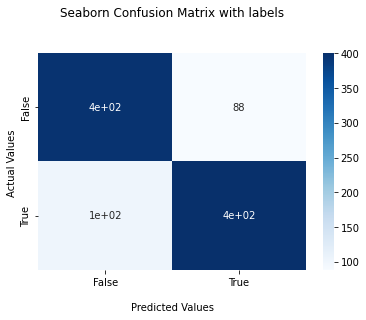 Seaborn Confusion Matrix with labels
False
4e+02
88
True
1e+02
4e+02
Actual Values
False
True
Predicted Values
400
350
300
250
200
150
100